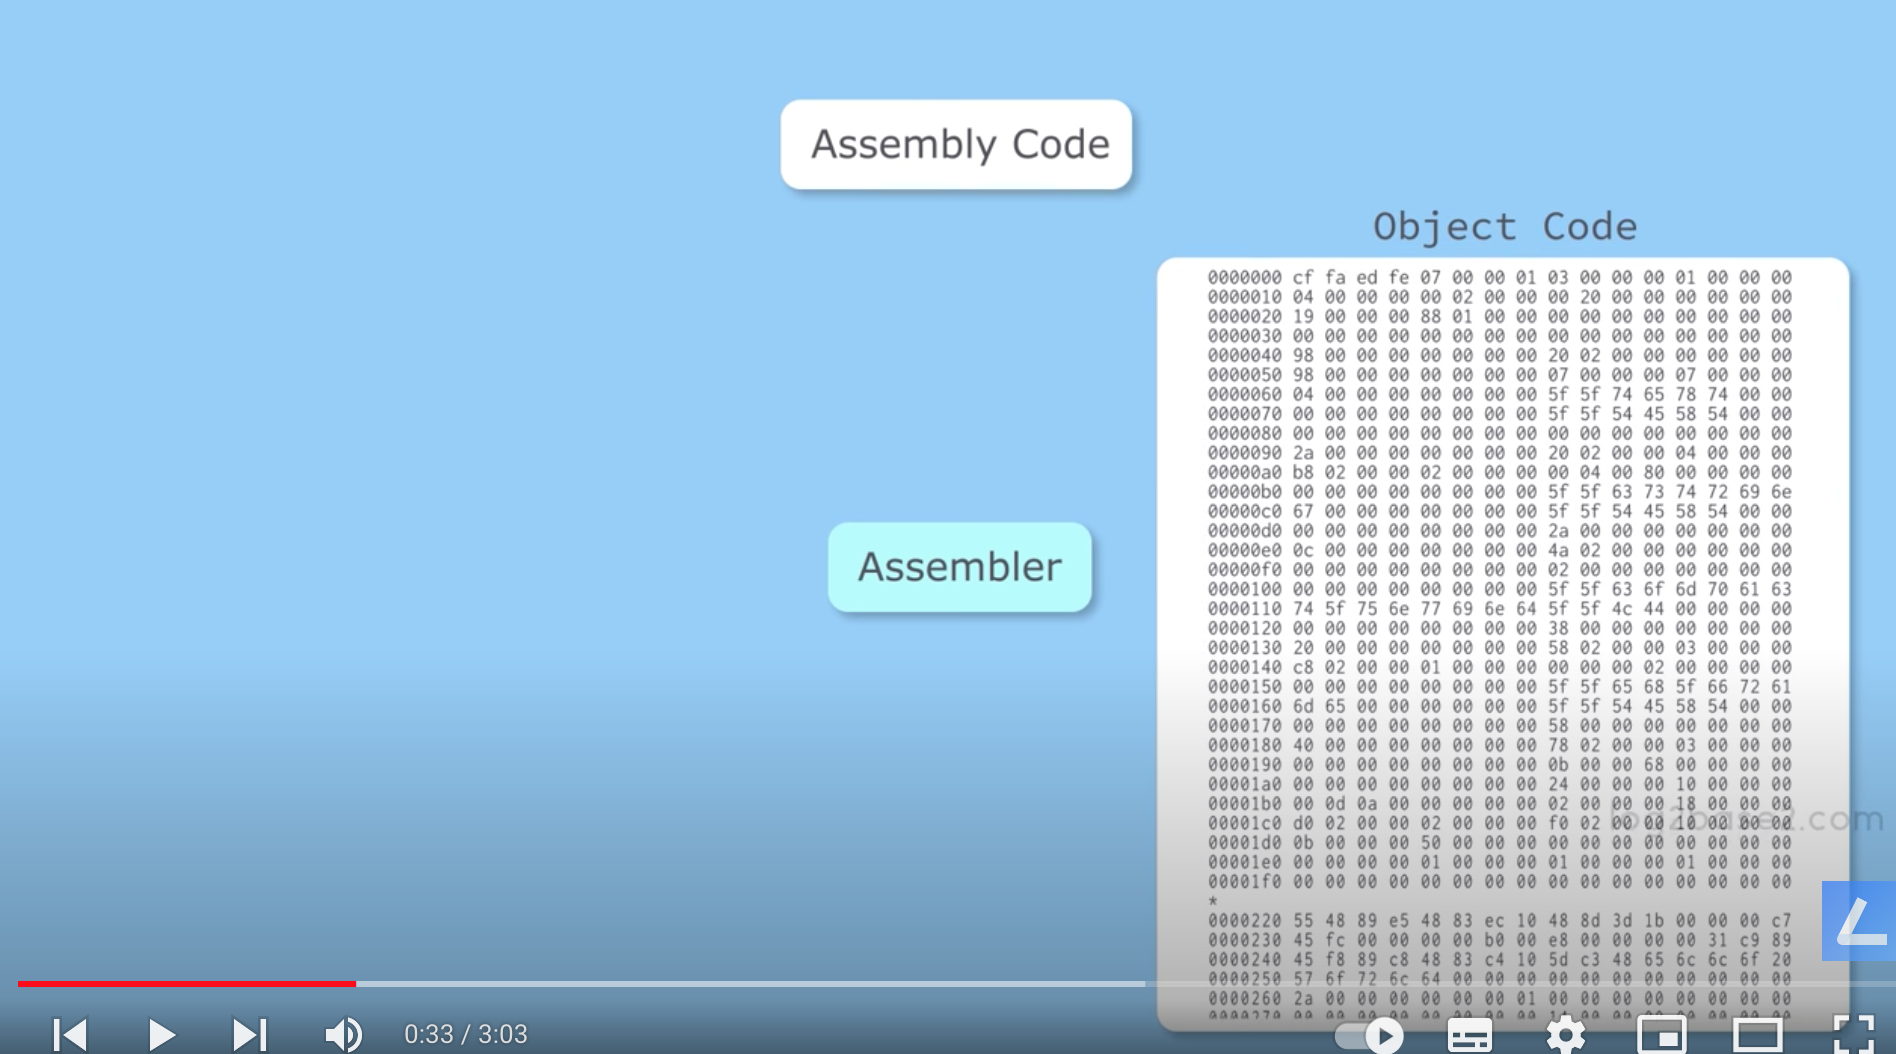 Assembly Code
Object Code
0000000 cf fa ed fe 07 00 00 01 03 00 00 00 01 00 00 00
0000010 04 00 00 00 00 02 00 00 00 20 00 00 00 00 00 00
0000020 19 00 00 00 88 01 00 00 00 00 00 00 00 00 00 00
0000030 00 00 00 00 00 00 00 00 00 00 00 00 00 00 00 00
0000040 98 00 00 00 00 00 00 00 20 02 00 00 00 00 00 00
0000050 98 00 00 00 00 00 00 00 07 00 00 00 07 00 00 00
0000060 04 00 00 00 00 00 00 00 5f 5f 74 65 78 74 00 00
0000070 00 00 00 00 00 00 00 00 5f 5f 54 45 58 54 00 00
0000080 00 00 00 00 00 00 00 00 00 00 00 00 00 00 00 00
0000090 2a 00 00 00 00 00 00 00 20 02 00 00 04 00 00 00
00000a0 b8 02 00 00 02 00 00 00 00 04 00 80 00 00 00 00
00000b0 00 00 00 00 00 00 00 00 5f 5f 63 73 74 72 69 6e
00000c0 67 00 00 00 00 00 00 00 5f 5f 54 45 58 54 00 00
00000d0 00 00 00 00 00 00 00 00 2a 00 00 00 00 00 00 00
00000e0 0c 00 00 00 00 00 00 00 4a 02 00 00 00 00 00 00
00000f0 00 00 00 00 00 00 00 00 02 00 00 00 00 00 00 00
0000100 00 00 00 00 00 00 00 00 5f 5f 63 6f 6d 70 61 63
0000110 74 5f 75 6e 77 69 6e 64 5f 5f 4c 44 00 00 00 00
0000120 00 00 00 00 00 00 00 00 38 00 00 00 00 00 00 00
0000130 20 00 00 00 00 00 00 00 58 02 00 00 03 00 00 00
0000140 c8 02 00 00 01 00 00 00 00 00 00 02 00 00 00 00
0000150 00 00 00 00 00 00 00 00 5f 5f 65 68 5f 66 72 61
0000160 6d 65 00 00 00 00 00 00 5f 5f 54 45 58 54 00 00
0000170 00 00 00 00 00 00 00 00 58 00 00 00 00 00 00 00
0000180 40 00 00 00 00 00 00 00 78 02 00 00 03 00 00 00
0000190 00 00 00 00 00 00 00 00 0b 00 00 68 00 00 00 00
00001a0 00 00 00 00 00 00 00 00 24 00 00 00 10 00 00 00
00001b0 00 0d 0a 00 00 00 00 00 02 00 00 00 18 00 00 00
00001c0 d0 02 00 00 02 00 00 00 f0 02 00 00 10 00 00 00
00001d0 0b 00 00 00 50 00 00 00 00 00 00 00 00 00 00 00
00001e0 00 00 00 00 01 00 00 00 01 00 00 00 01 00 00 00
00001f0 00 00 00 00 00 00 00 00 00 00 00 00 00 00 00 00
*
0000220 55 48 89 e5 48 83 ec 10 48 8d 3d 1b 00 00 00 c7
0000230 45 fc 00 00 00 00 b0 00 e8 00 00 00 00 31 c9 89
0000240 45 f8 89 c8 48 83 c4 10 5d c3 48 65 6c 6c 6f 20
0000250 57 6f 72 6c 64 00 00 00 00 00 00 00 00 00 00 00
0000260 2a 00 00 00 00 00 00 01 00 00 00 00 00 00 00 00
Assembler
log2base2.com
0:33 / 3:03